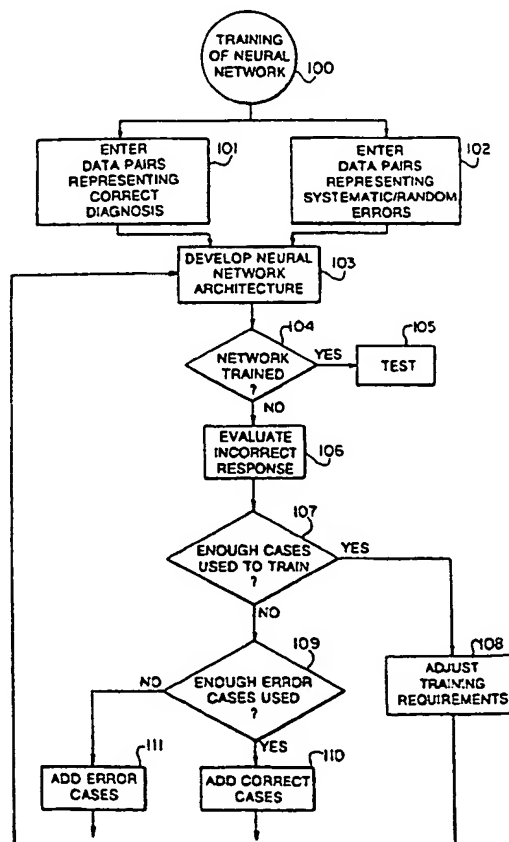 TRAINING
OF NEURAL
NETWORK
100
ENTER
DATA PAIRS
REPRESENTING
CORRECT
DIAGNOSIS
101
ENTER
DATA PAIRS
REPRESENTING
SYSTEMATIC/RANDOM
ERRORS
102
DEVELOP NEURAL
NETWORK
ARCHITECTURE
103
104
NETWORK
TRAINED
?
YES
105
TEST
NO
EVALUATE
INCORRECT
RESPONSE
106
107
ENOUGH CASES
USED TO TRAIN
?
YES
NO
108
ADJUST
TRAINING
REQUIREMENTS
109
NO
ENOUGH ERROR
CASES USED
?
YES
111
ADD ERROR
CASES
110
ADD CORRECT
CASES